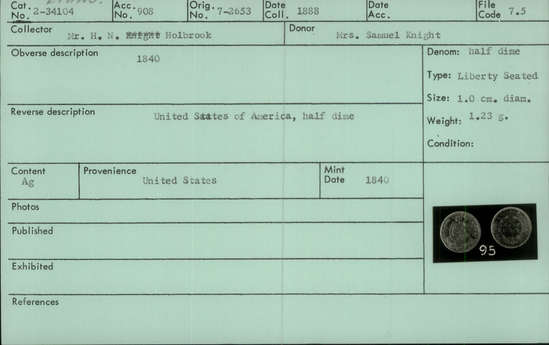 Cat. No. 2-34104 Acc. No. 908 Orig. No. 7-2653 Date Coll. 1888 Date Acc. File Code 7.5
Collector Mr. H. N. Knight Holbrook Donor Mrs. Samuel Knight
Obverse description 1840
Denom: half dime
Type: Liberty Seated
Size: 1.0 cm. diam.
Weight: 1.23 g.
Condition:
Reverse description United States of America, half dime
Content Ag Provenience United States Mint Date 1840
Photos
Published
Exhibited
References
95